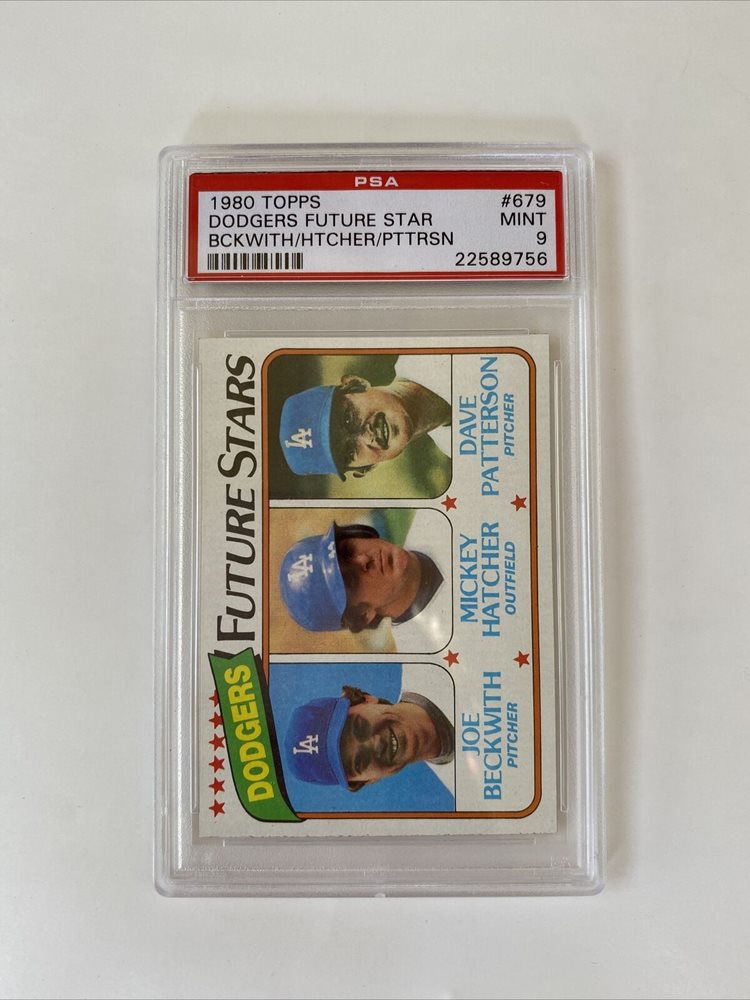 PSA
1980 TOPPS #679
DODGERS FUTURE STAR MINT
BCKWITH/HTCHER/PTTRSN 9
22589756
DODGERS FUTURE STARS
LA
LA
LA
JOE
BECKWITH
PITCHER
MICKEY
HATCHER
OUTFIELD
DAVE
PATTERSON
PITCHER